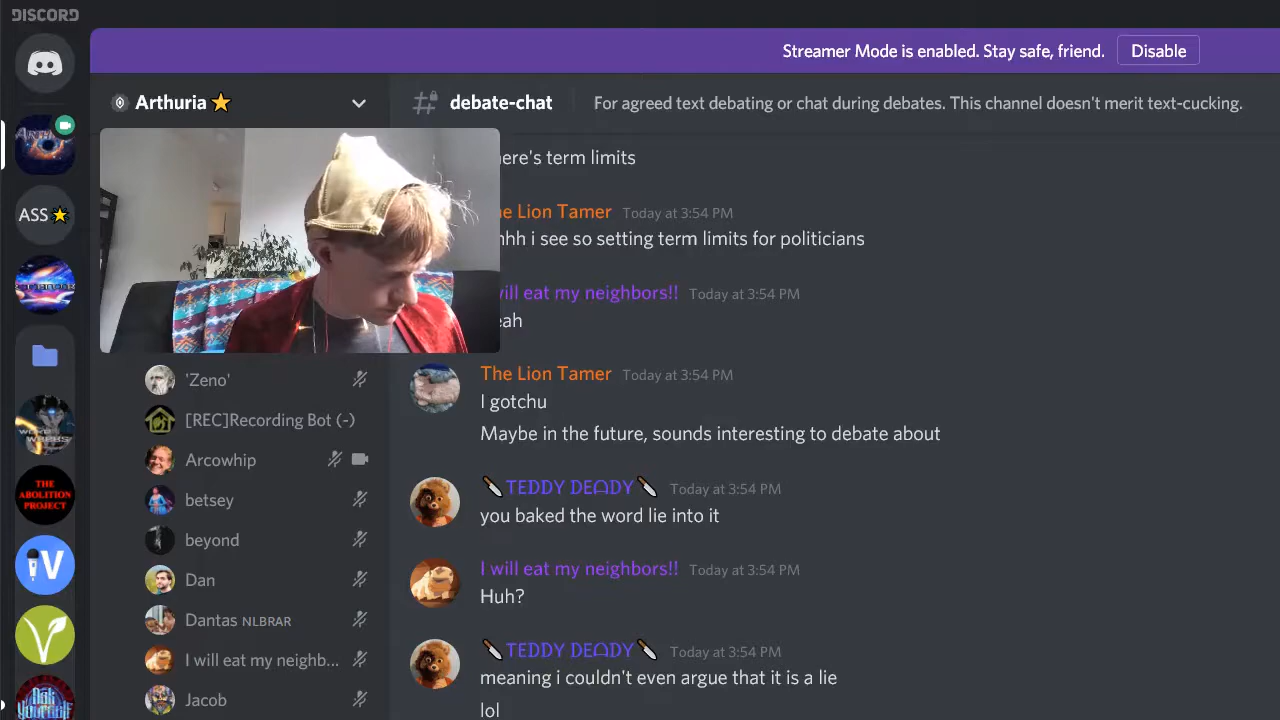 DISCORD
Streamer Mode is enabled. Stay safe, friend.
Disable
Arthuria
debate-chat
For agreed text debating or chat during debates. This channel doesn't merit text-cucking.
ASS
THE
ABOLITION
PROJECT
V
'Zeno'
[REC]Recording Bot (-)
Arcowhip
betsey
beyond
Dan
Dantas NLBRAR
I will eat my neighb...
Jacob
here's term limits
The Lion Tamer Today at 3:54 PM
hhh i see so setting term limits for politicians
will eat my neighbors!! Today at 3:54 PM
eah
The Lion Tamer Today at 3:54 PM
I gotchu
Maybe in the future, sounds interesting to debate about
TEDDY DEΩDY Today at 3:54 PM
you baked the word lie into it
I will eat my neighbors!! Today at 3:54 PM
Huh?
TEDDY DEΩDY Today at 3:54 PM
meaning i couldn't even argue that it is a lie
lol